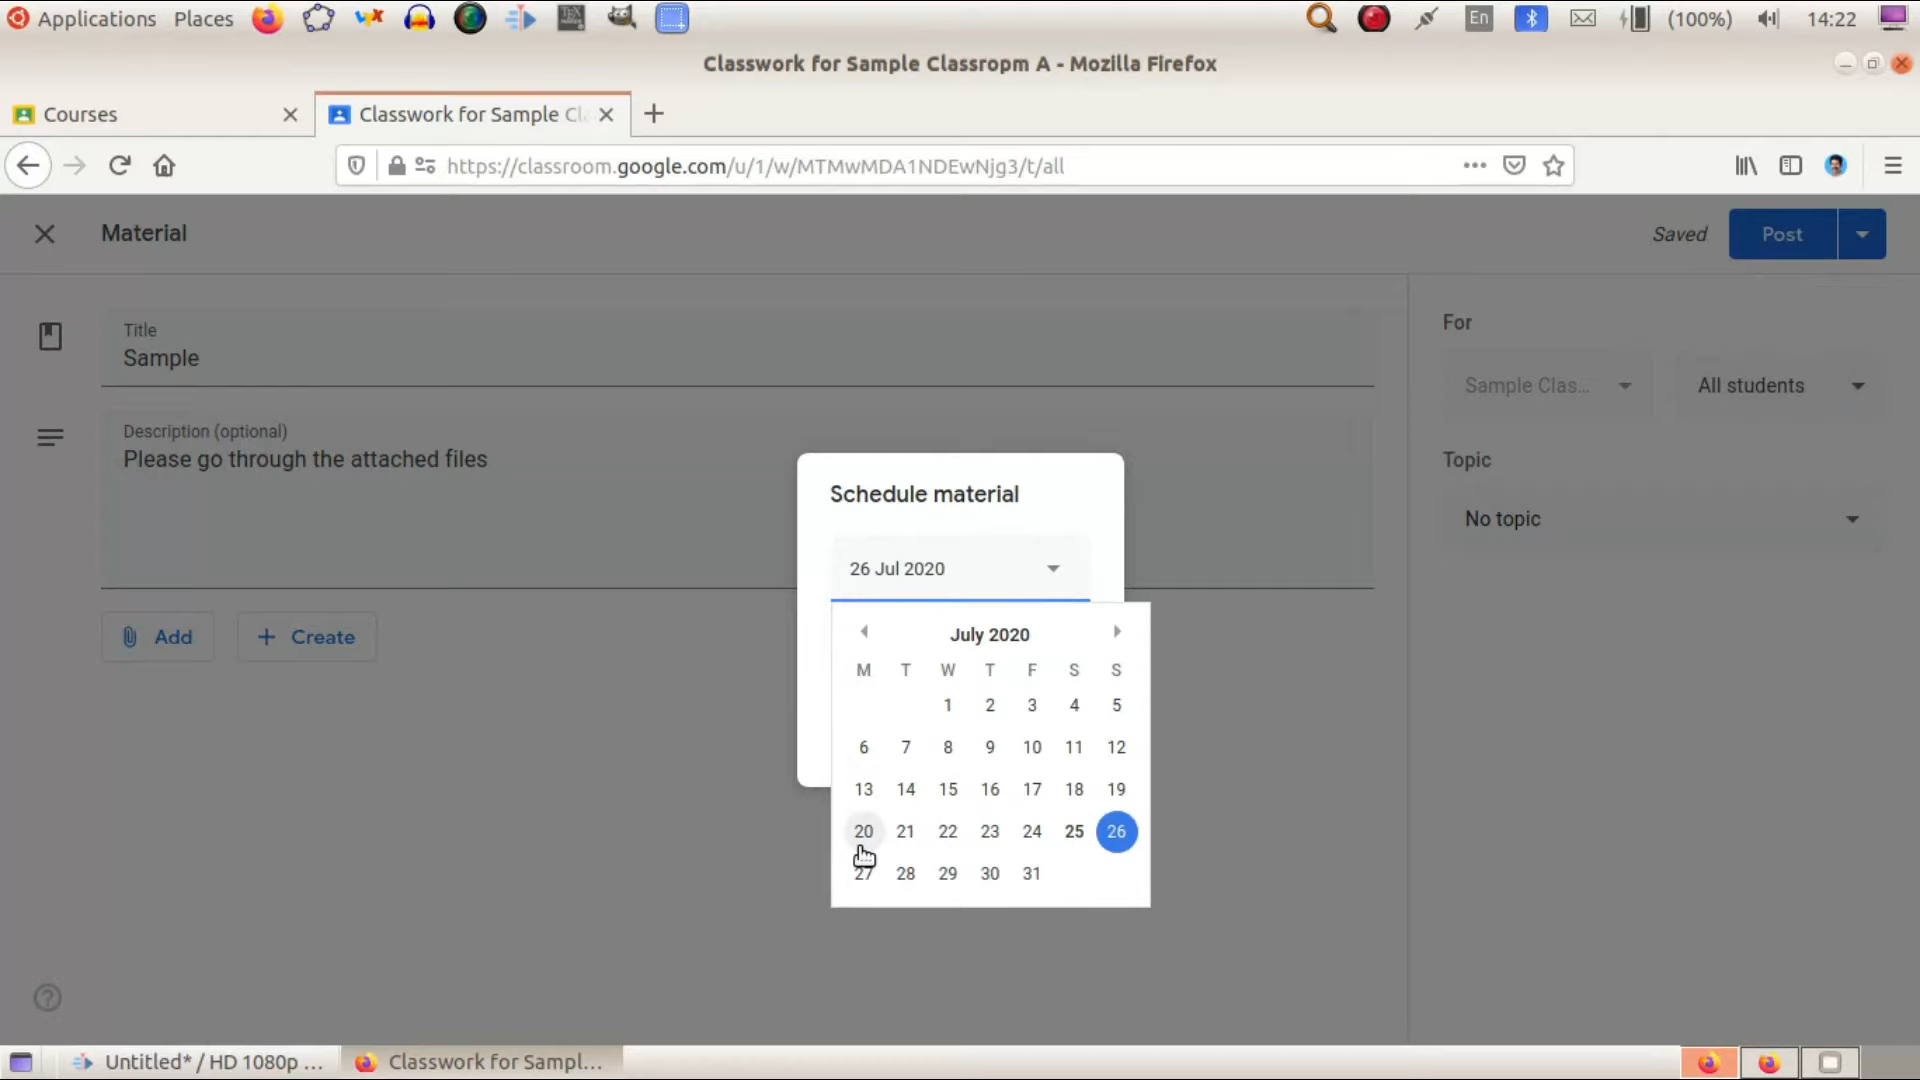 Applications Places En (100%) 14:22
Classwork for Sample Classropm A - Mozilla Firefox
Courses
Classwork for Sample Cl
https://classroom.google.com/u/1/w/MTMwMDA1NDEwNjg3/t/all
Material
Saved
Post
Title
Sample
Description (optional)
Please go through the attached files
Add
Create
For
Sample Clas...
All students
Topic
No topic
Schedule material
26 Jul 2020
July 2020
M T W T F S S
1 2 3 4 5
6 7 8 9 10 11 12
13 14 15 16 17 18 19
20 21 22 23 24 25 26
27 28 29 30 31
Untitled* / HD 1080p ...
Classwork for Sampl...